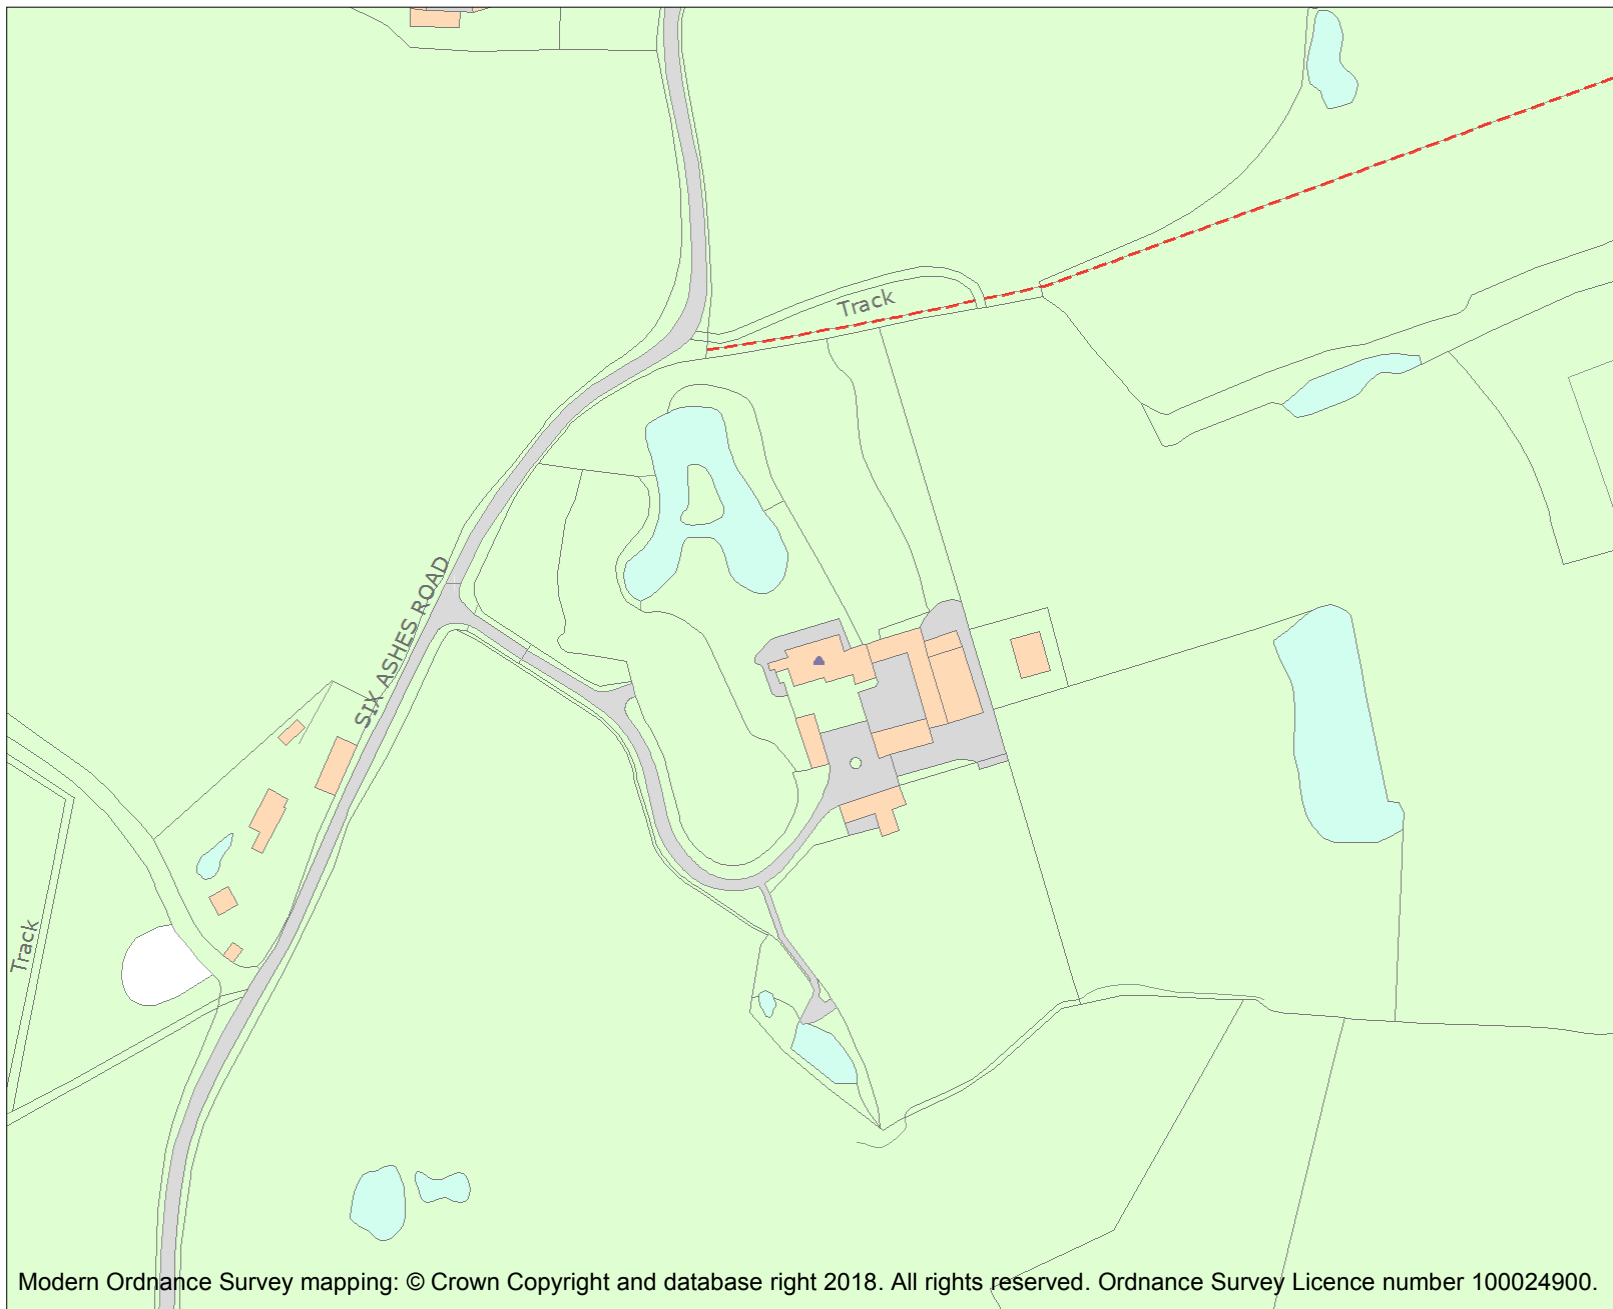 Track
SIX ASHES ROAD
Track
Modern Ordnance Survey mapping: © Crown Copyright and database right 2018. All rights reserved. Ordnance Survey Licence number 100024900.